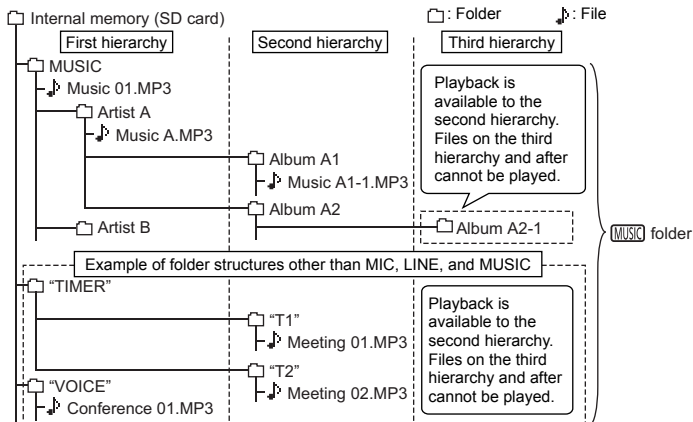 Internal memory (SD card)
: Folder
: File
First hierarchy
Second hierarchy
Third hierarchy
MUSIC
Music 01.MP3
Artist A
Music A.MP3
Album A1
Music A1-1.MP3
Album A2
Artist B
Album A2-1
Playback is
available to the
second hierarchy.
Files on the third
hierarchy and after
cannot be played.
MUSIC folder
Example of folder structures other than MIC, LINE, and MUSIC
“TIMER”
“T1”
Meeting 01.MP3
“T2”
Meeting 02.MP3
“VOICE”
Conference 01.MP3
Playback is
available to the
second hierarchy.
Files on the third
hierarchy and after
cannot be played.